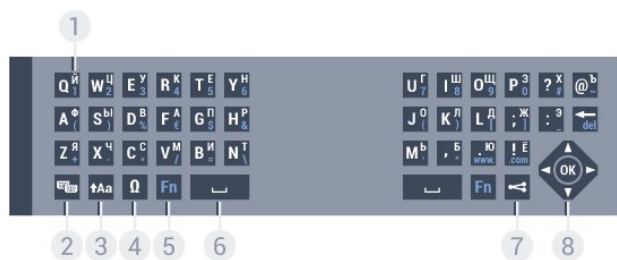 1
Q Й 1 W Ц 2 E У 3 R К 4 T Е 5 Y Н 6 U Г 7 I Ш 8 O Щ 9 P З 0 ? Х # @ Ъ ~
A Ф ( S Ы ) D В % F А € G П $ H Р & J О ( K Л ) L Д [ ; Ж ] : Э _ del
Z Я + X Ч - C С * V М / B И = N Т \ M Ь . , Б * . Ю www. ! Ё .com
Aa Ω Fn Fn OK
2 3 4 5 6 7 8